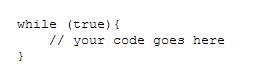 while (true){
    // your code goes here
}